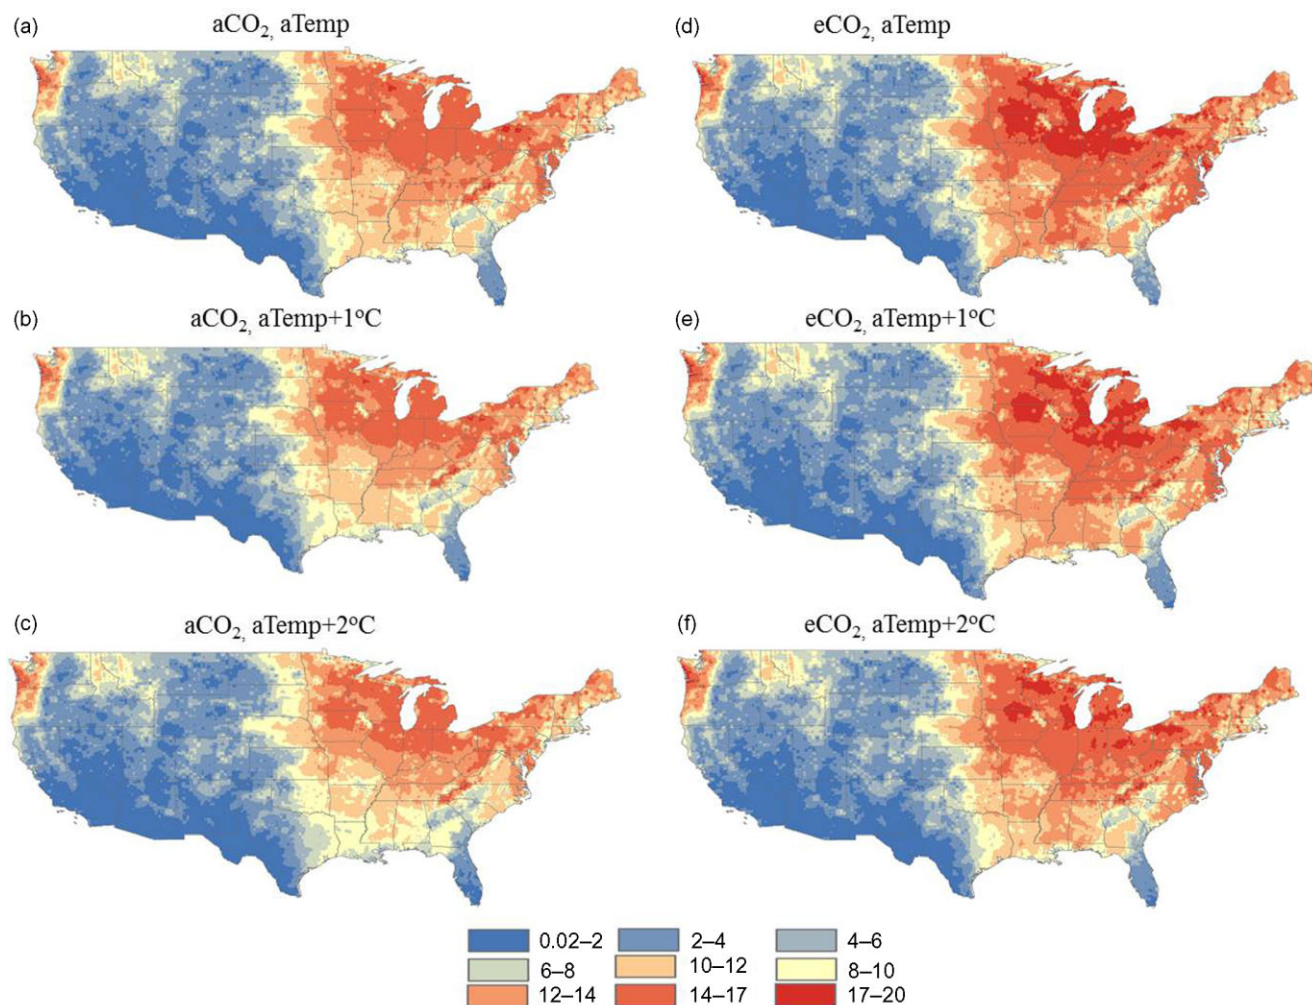 (a) aCO₂, aTemp
(d) eCO₂, aTemp
(b) aCO₂, aTemp+1°C
(e) eCO₂, aTemp+1°C
(c) aCO₂, aTemp+2°C
(f) eCO₂, aTemp+2°C
0.02–2 2–4 4–6
6–8 10–12 8–10
12–14 14–17 17–20